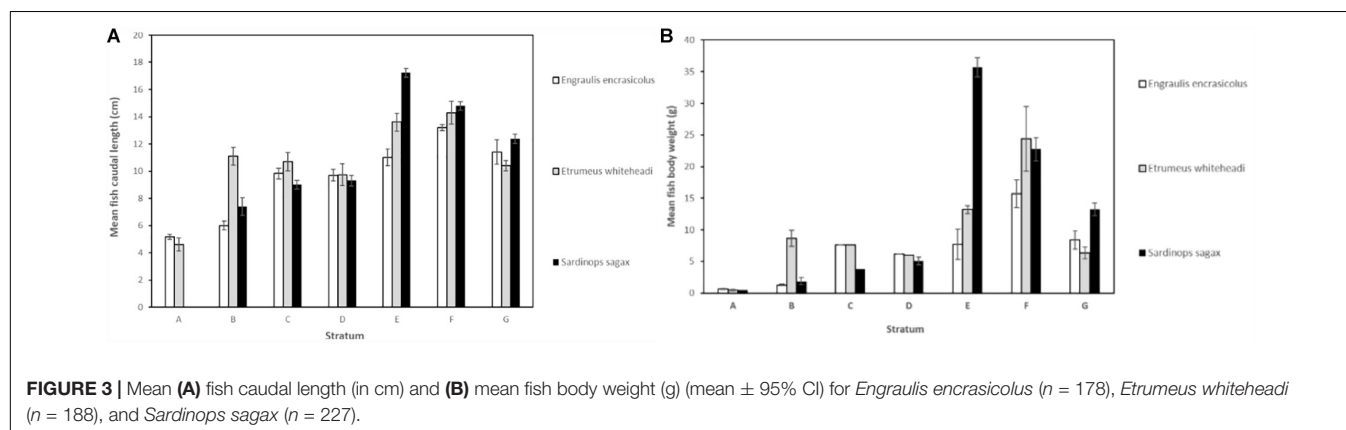 A
20
18
16
14
12
10
8
6
4
2
0
Mean fish caudal length (cm)
A B C D E F G
Stratum
Engraulis encrasicolus
Etrumeus whiteheadi
Sardinops sagax
B
40
35
30
25
20
15
10
5
0
Mean fish body weight (g)
A B C D E F G
Stratum
Engraulis encrasicolus
Etrumeus whiteheadi
Sardinops sagax
FIGURE 3 | Mean (A) fish caudal length (in cm) and (B) mean fish body weight (g) (mean ± 95% CI) for Engraulis encrasicolus (n = 178), Etrumeus whiteheadi
(n = 188), and Sardinops sagax (n = 227).